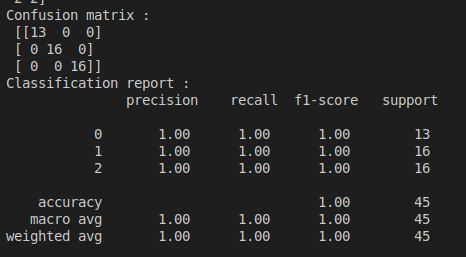 2 2]
Confusion matrix :
[[13 0 0]
[ 0 16 0]
[ 0 0 16]]
Classification report :
precision recall f1-score support
0 1.00 1.00 1.00 13
1 1.00 1.00 1.00 16
2 1.00 1.00 1.00 16
accuracy 1.00 45
macro avg 1.00 1.00 1.00 45
weighted avg 1.00 1.00 1.00 45